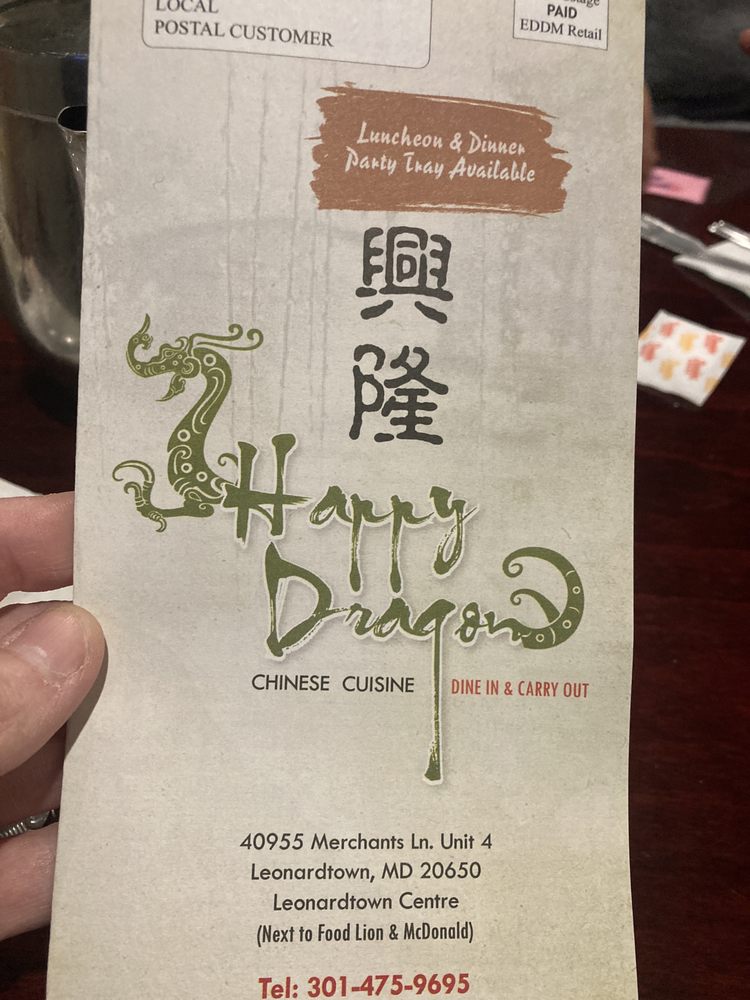 LOCAL
POSTAL CUSTOMER
PAID
EDDM Retail
Luncheon & Dinner
Party Tray Available
興
隆
Happy
Dragon
CHINESE CUISINE
DINE IN & CARRY OUT
40955 Merchants Ln. Unit 4
Leonardtown, MD 20650
Leonardtown Centre
(Next to Food Lion & McDonald)
Tel: 301-475-9695